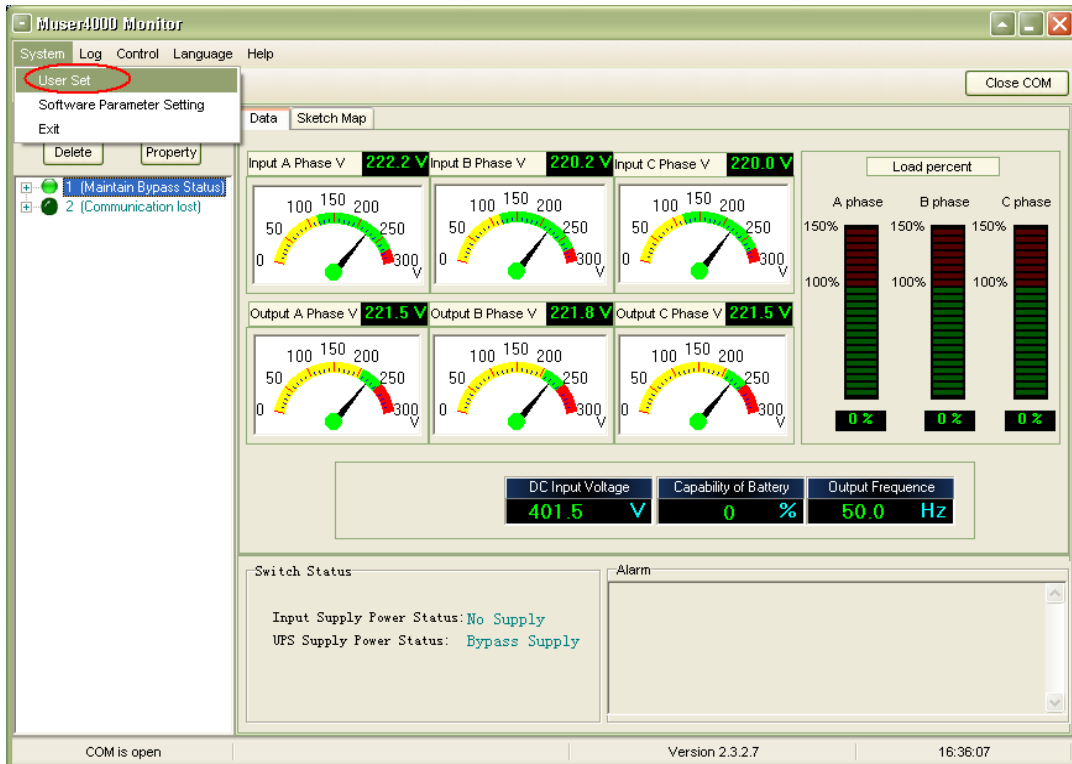 Muser4000 Monitor
System Log Control Language Help
User Set
Software Parameter Setting
Exit
Close COM
Delete Property
1 (Maintain Bypass Status)
2 (Communication lost)
Data Sketch Map
Input A Phase V 222.2 V Input B Phase V 220.2 V Input C Phase V 220.0 V
0 50 100 150 200 250 300 V
0 50 100 150 200 250 300 V
0 50 100 150 200 250 300 V
Output A Phase V 221.5 V Output B Phase V 221.8 V Output C Phase V 221.5 V
0 50 100 150 200 250 300 V
0 50 100 150 200 250 300 V
0 50 100 150 200 250 300 V
Load percent
A phase B phase C phase
150% 150% 150%
100% 100% 100%
0 % 0 % 0 %
DC Input Voltage Capability of Battery Output Frequence
401.5 V 0 % 50.0 Hz
Switch Status
Input Supply Power Status: No Supply
UPS Supply Power Status: Bypass Supply
Alarm
COM is open Version 2.3.2.7 16:36:07